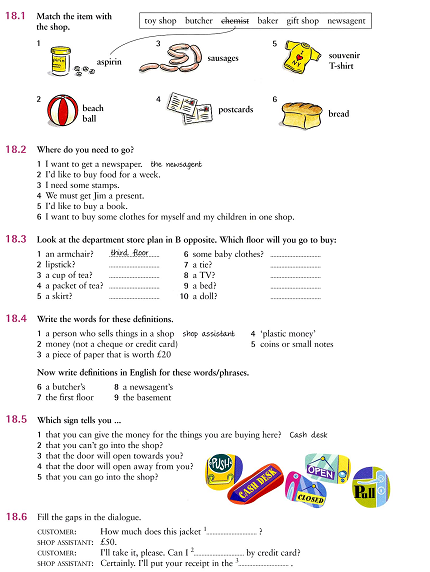 18.1 Match the item with the shop.
toy shop butcher chemist baker gift shop newsagent
1 aspirin
3 sausages
5 souvenir T-shirt
I NY
2 beach ball
4 postcards
6 bread
18.2 Where do you need to go?
1 I want to get a newspaper. the newsagent
2 I'd like to buy food for a week.
3 I need some stamps.
4 We must get Jim a present.
5 I'd like to buy a book.
6 I want to buy some clothes for myself and my children in one shop.
18.3 Look at the department store plan in B opposite. Which floor will you go to buy:
1 an armchair? third floor 6 some baby clothes? ....................
2 lipstick? .................... 7 a tie? ....................
3 a cup of tea? .................... 8 a TV? ....................
4 a packet of tea? .................... 9 a bed? ....................
5 a skirt? .................... 10 a doll? ....................
18.4 Write the words for these definitions.
1 a person who sells things in a shop shop assistant 4 'plastic money'
2 money (not a cheque or credit card) 5 coins or small notes
3 a piece of paper that is worth £20
Now write definitions in English for these words/phrases.
6 a butcher's 8 a newsagent's
7 the first floor 9 the basement
18.5 Which sign tells you ...
1 that you can give the money for the things you are buying here? Cash desk
2 that you can't go into the shop?
3 that the door will open towards you?
4 that the door will open away from you?
5 that you can go into the shop?
PUSH
CASH DESK
OPEN
CLOSED
Pull
18.6 Fill the gaps in the dialogue.
CUSTOMER: How much does this jacket 1.................... ?
SHOP ASSISTANT: £50.
CUSTOMER: I'll take it, please. Can I 2.................... by credit card?
SHOP ASSISTANT: Certainly. I'll put your receipt in the 3.................... .